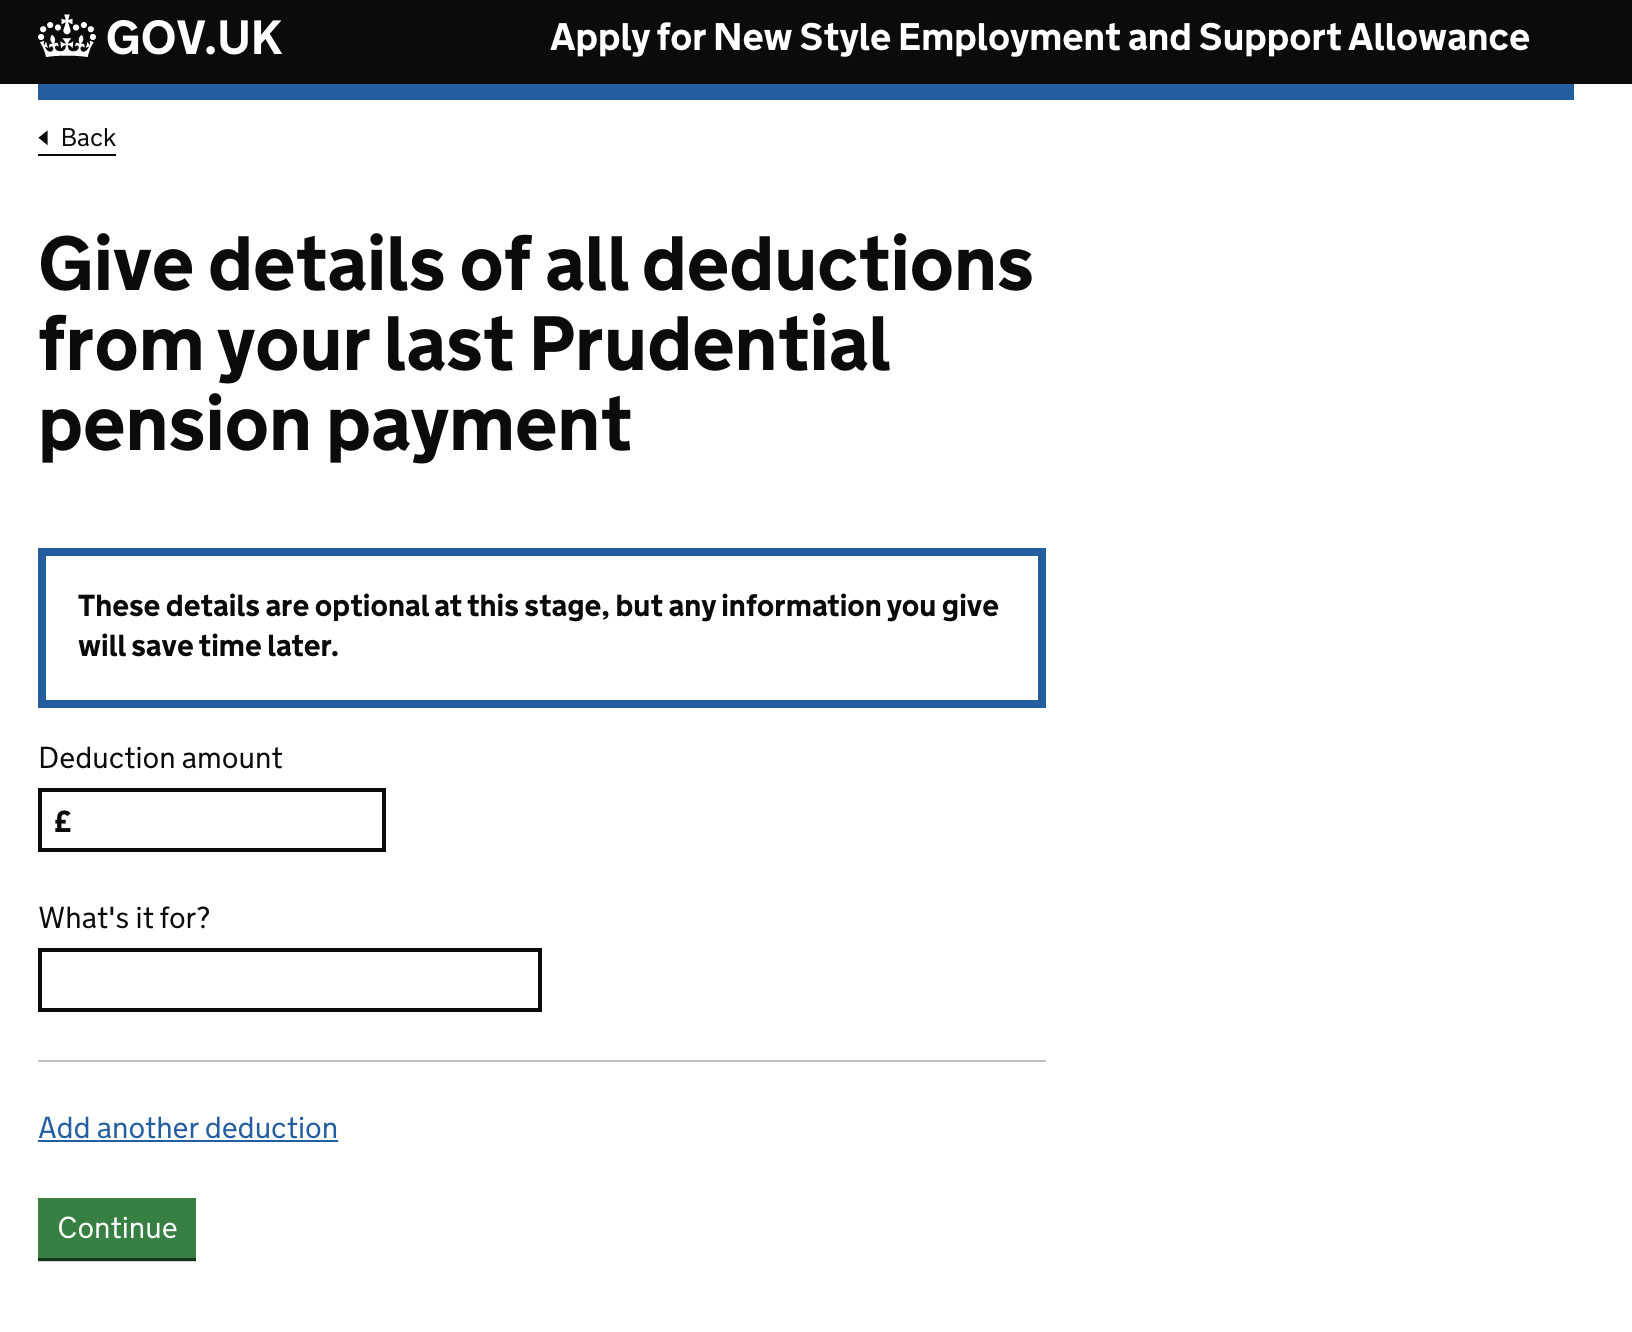 GOV.UK
Apply for New Style Employment and Support Allowance
Back
Give details of all deductions
from your last Prudential
pension payment
These details are optional at this stage, but any information you give
will save time later.
Deduction amount
£
What's it for?
Add another deduction
Continue